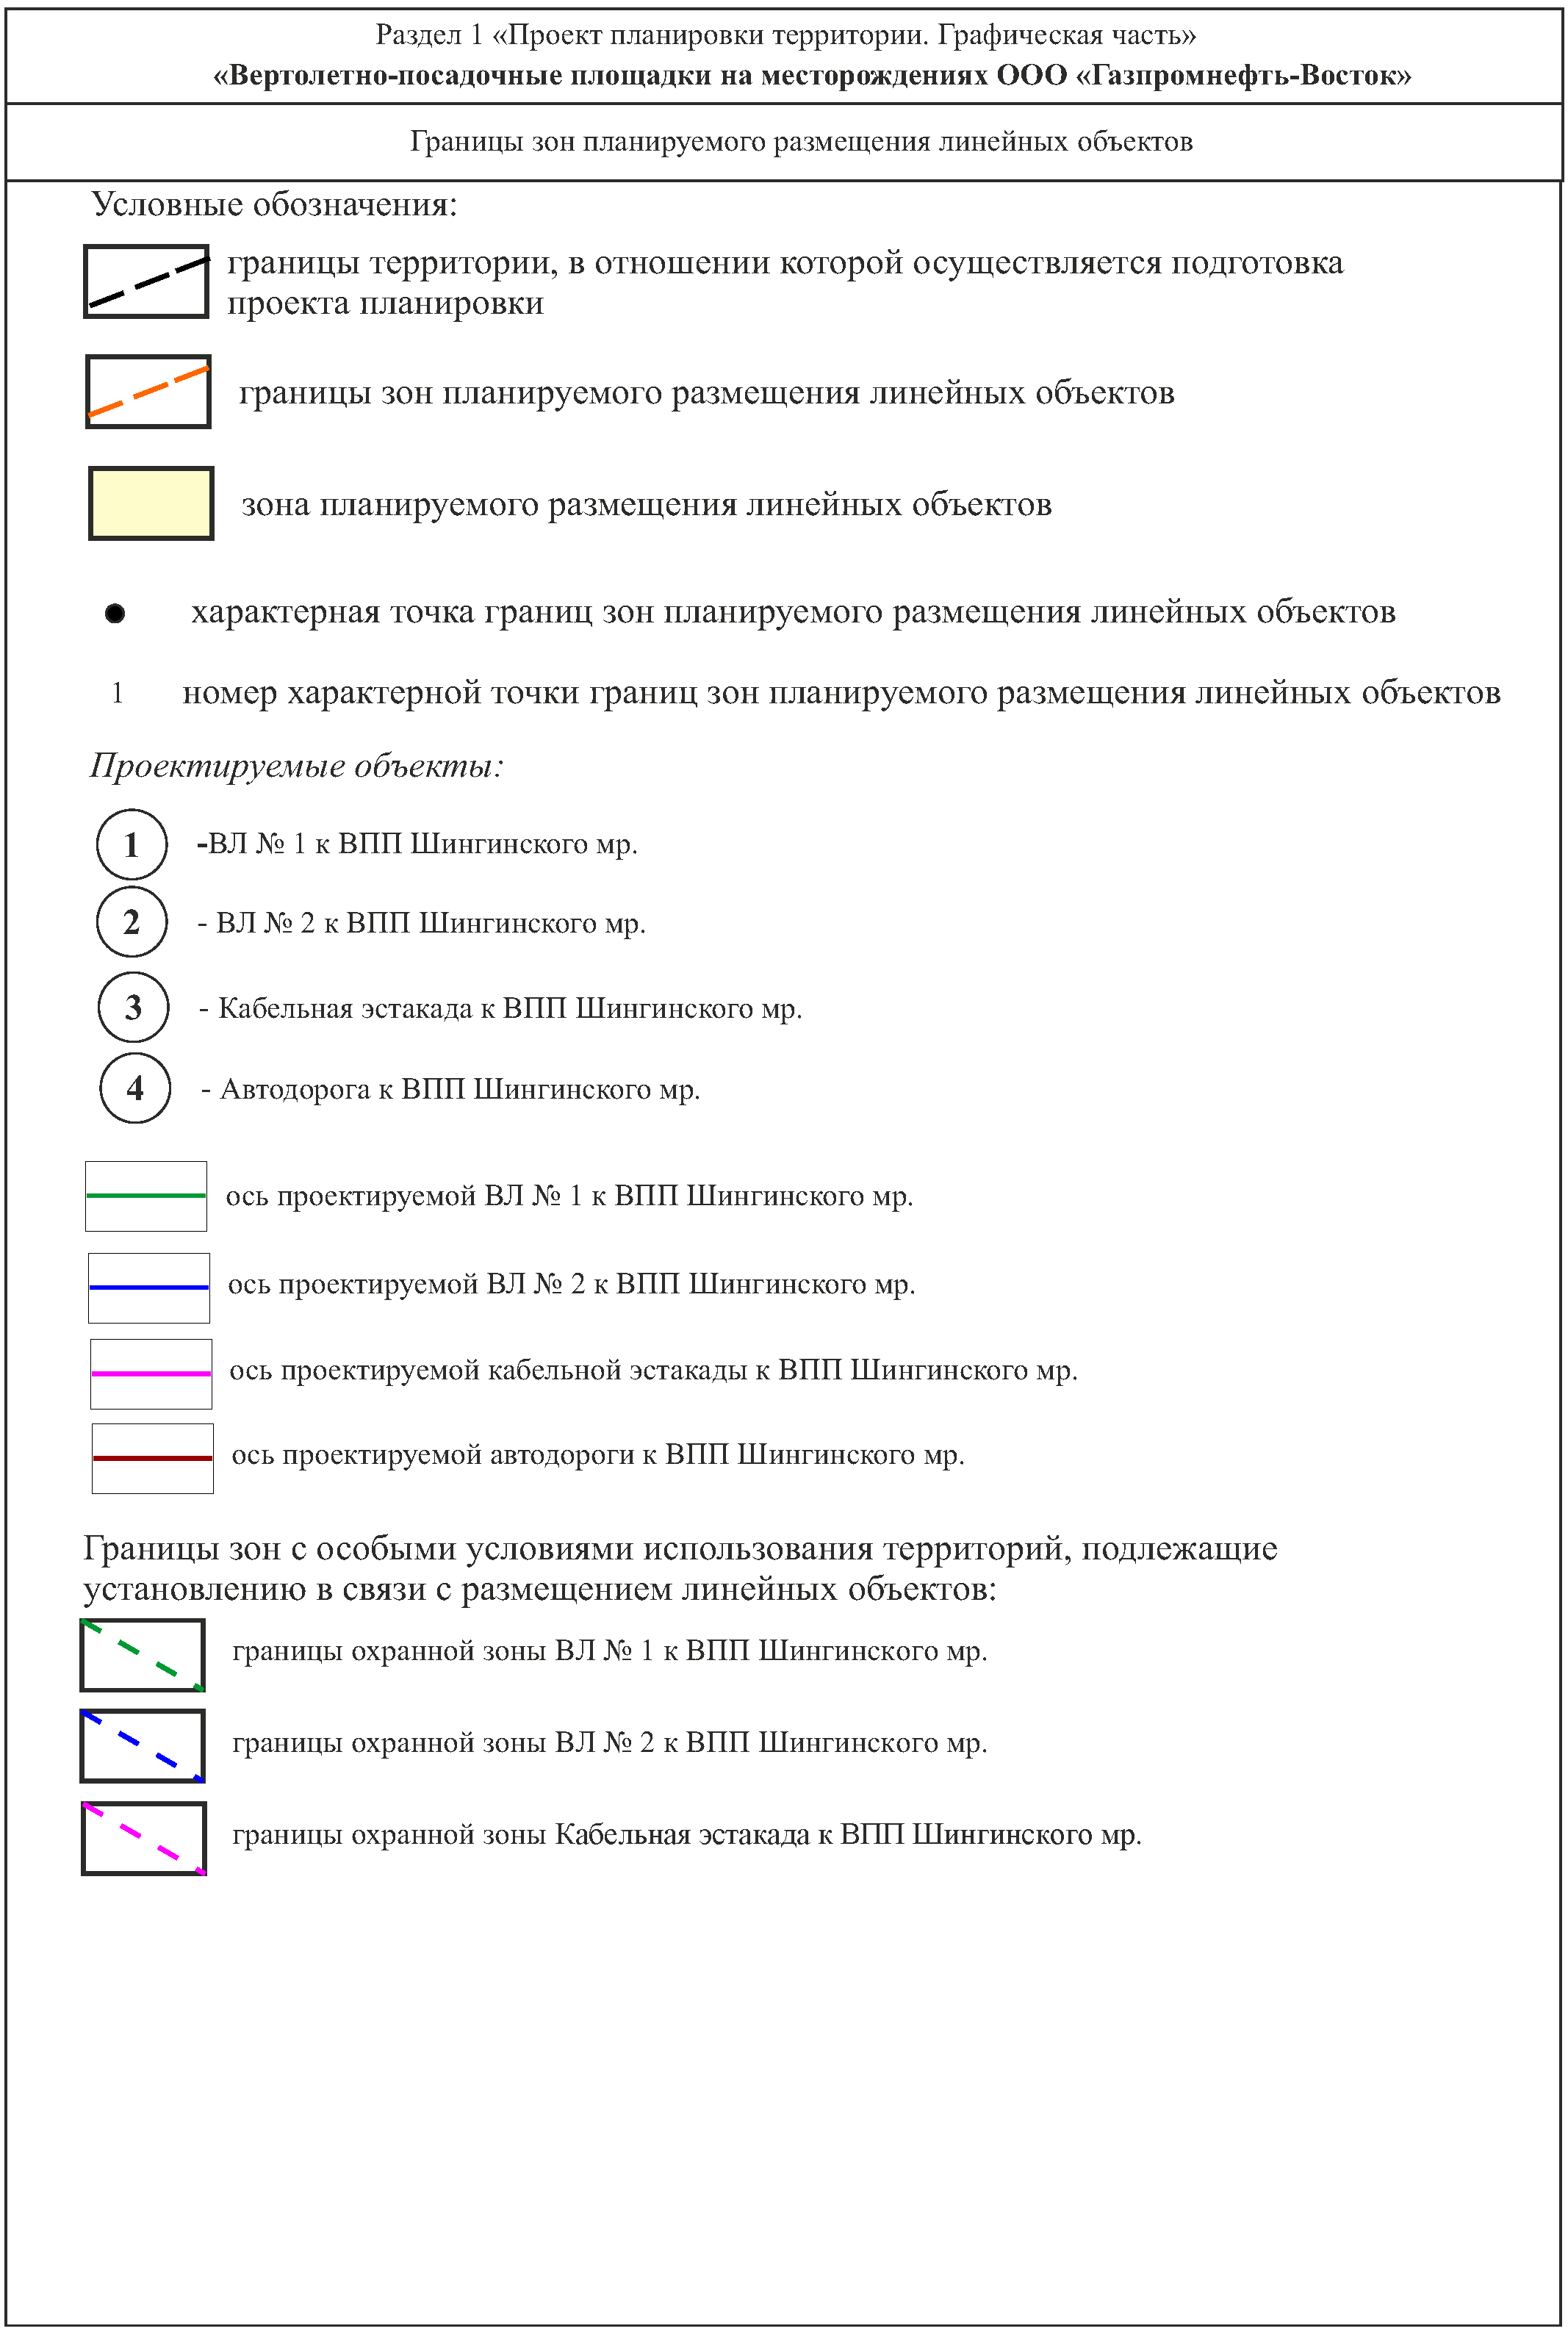 Раздел 1 «Проект планировки территории. Графическая часть»
«Вертолетно-посадочные площадки на месторождениях ООО «Газпромнефть-Восток»
Границы зон планируемого размещения линейных объектов
Условные обозначения:
границы территории, в отношении которой осуществляется подготовка
проекта планировки
границы зон планируемого размещения линейных объектов
зона планируемого размещения линейных объектов
характерная точка границ зон планируемого размещения линейных объектов
1 номер характерной точки границ зон планируемого размещения линейных объектов
Проектируемые объекты:
1 -ВЛ № 1 к ВПП Шингинского мр.
2 - ВЛ № 2 к ВПП Шингинского мр.
3 - Кабельная эстакада к ВПП Шингинского мр.
4 - Автодорога к ВПП Шингинского мр.
ось проектируемой ВЛ № 1 к ВПП Шингинского мр.
ось проектируемой ВЛ № 2 к ВПП Шингинского мр.
ось проектируемой кабельной эстакады к ВПП Шингинского мр.
ось проектируемой автодороги к ВПП Шингинского мр.
Границы зон с особыми условиями использования территорий, подлежащие
установлению в связи с размещением линейных объектов:
границы охранной зоны ВЛ № 1 к ВПП Шингинского мр.
границы охранной зоны ВЛ № 2 к ВПП Шингинского мр.
границы охранной зоны Кабельная эстакада к ВПП Шингинского мр.